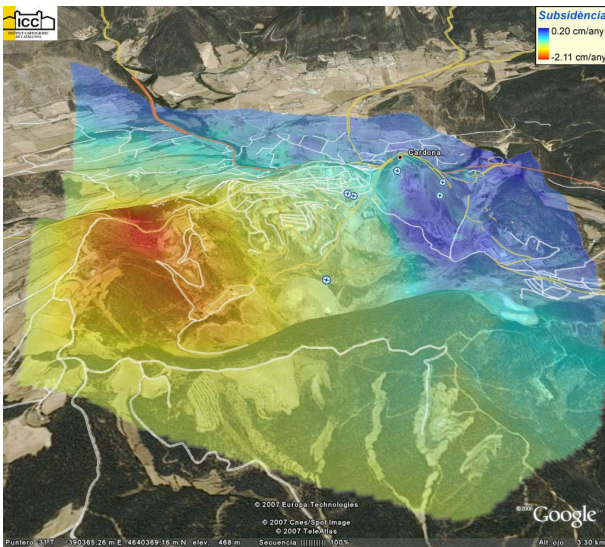 icc
INSTITUT CARTOGRÀFIC
DE CATALUNYA
Subsidència
0.20 cm/any
-2.11 cm/any
Cardona
© 2007 Europa Technologies
© 2007 Cnes/Spot Image
© 2007 TeleAtlas
Google
Puntero 31 T 390365.26 m E 4640369.16 m N elev. 468 m Secuencia |||||||||| 100% Alt. ojo 3.30 km